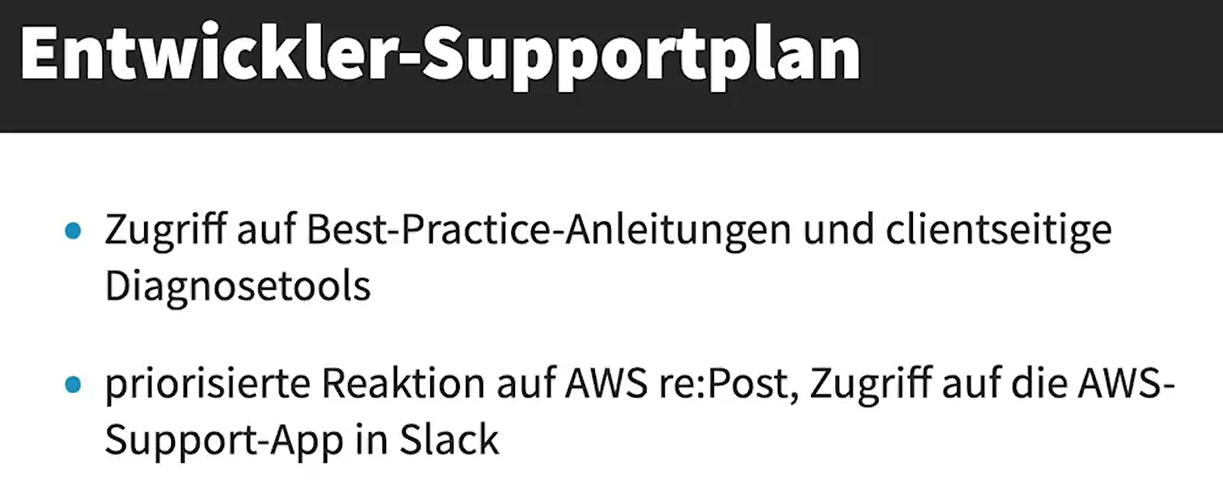 Entwickler-Supportplan
• Zugriff auf Best-Practice-Anleitungen und clientseitige
Diagnosetools
• priorisierte Reaktion auf AWS re:Post, Zugriff auf die AWS-
Support-App in Slack